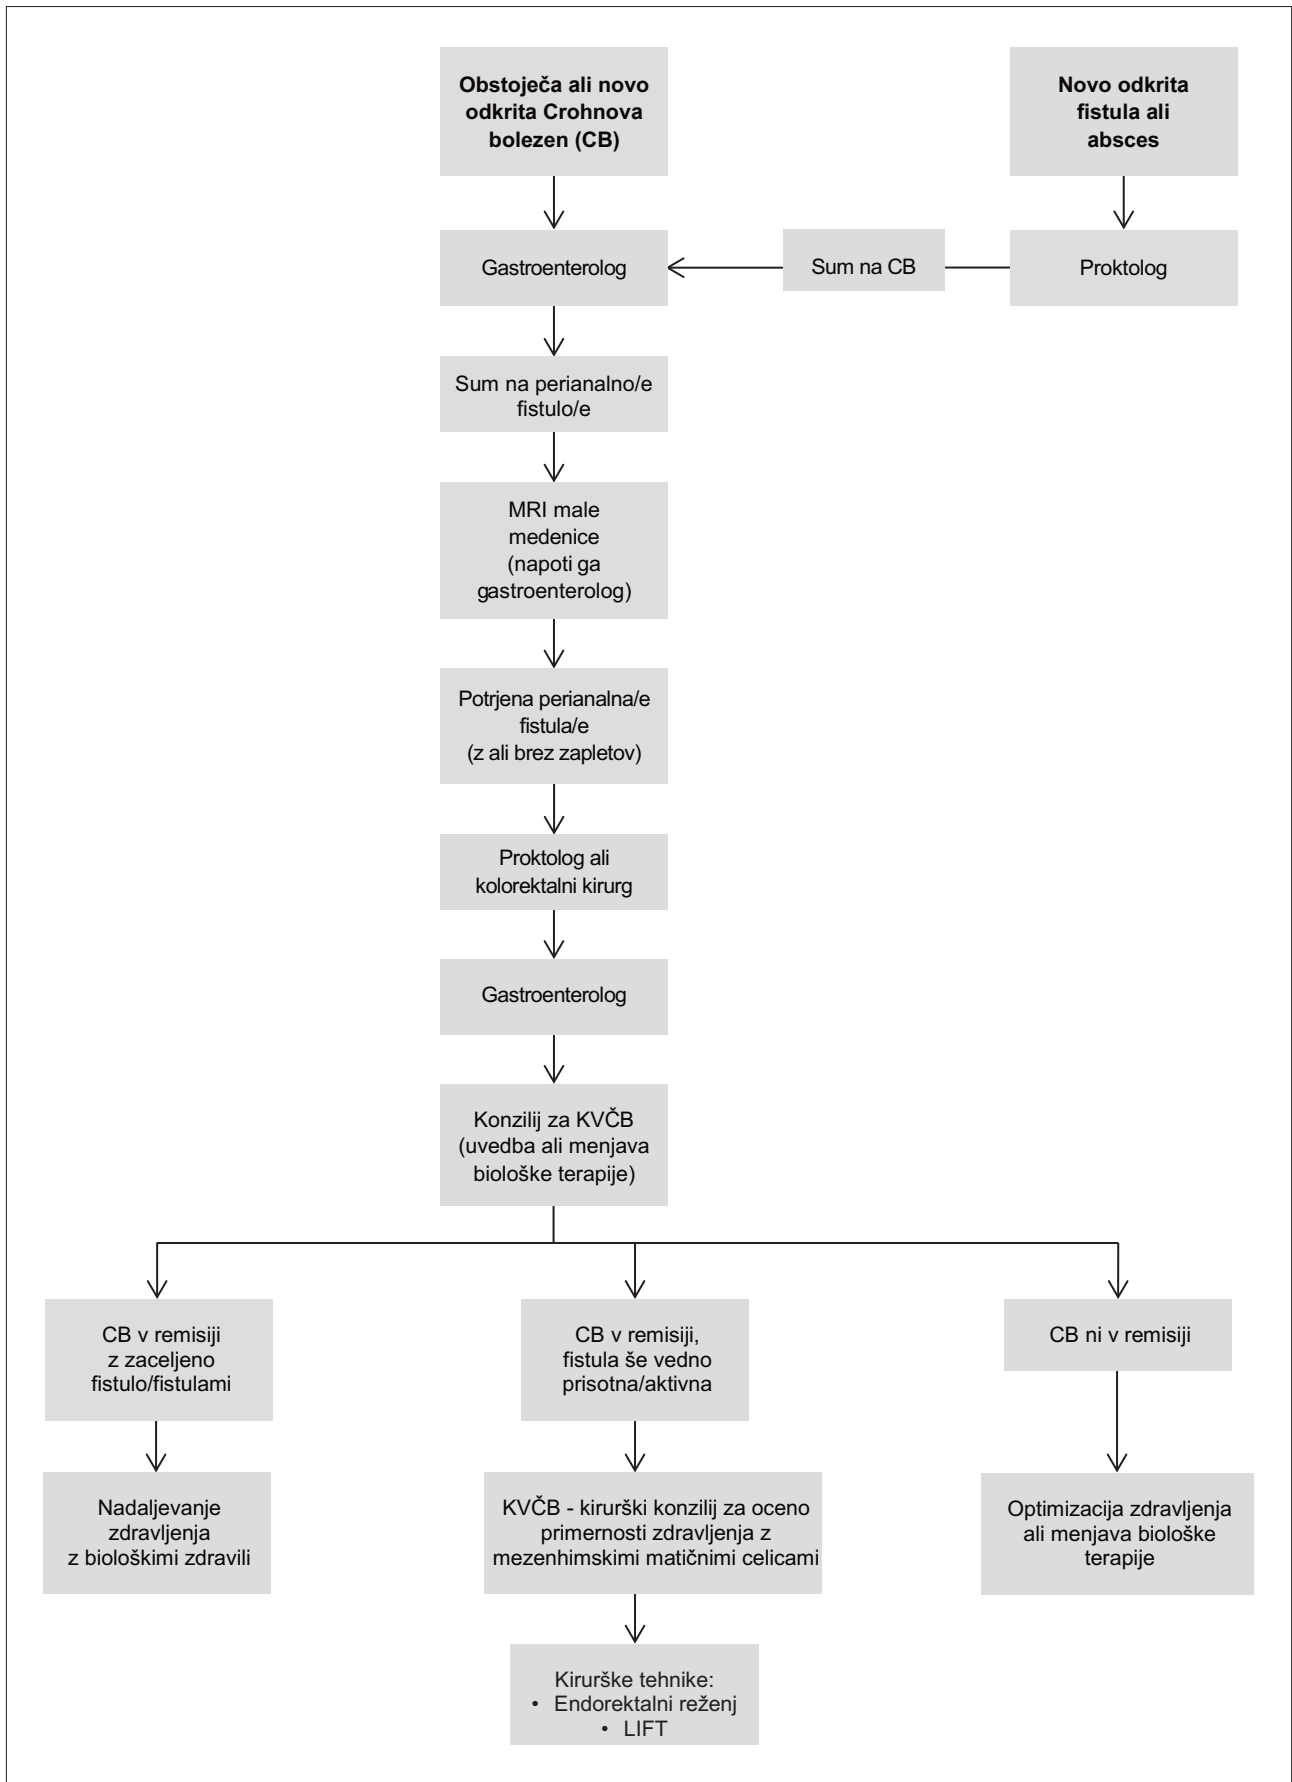 Obstoječa ali novo
odkrita Crohnova
bolezen (CB)
Novo odkrita
fistula ali
absces
Gastroenterolog
Sum na CB
Proktolog
Sum na perianalno/e
fistulo/e
MRI male
medenice
(napoti ga
gastroenterolog)
Potrjena perianalna/e
fistula/e
(z ali brez zapletov)
Proktolog ali
kolorektalni kirurg
Gastroenterolog
Konzilij za KVČB
(uvedba ali menjava
biološke terapije)
CB v remisiji
z zaceljeno
fistulo/fistulami
CB v remisiji,
fistula še vedno
prisotna/aktivna
CB ni v remisiji
Nadaljevanje
zdravljenja
z biološkimi zdravili
KVČB - kirurški konzilij za oceno
primernosti zdravljenja z
mezenhimskimi matičnimi celicami
Optimizacija zdravljenja
ali menjava biološke
terapije
Kirurške tehnike:
• Endorektalni reženj
• LIFT